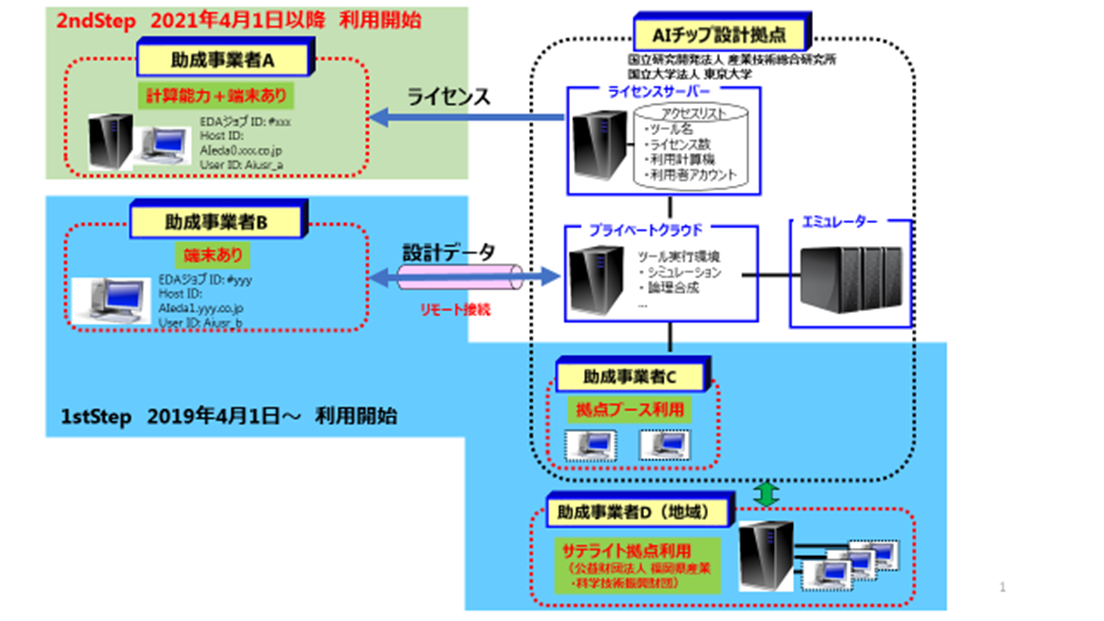 2ndStep 2021年4月1日以降 利用開始
助成事業者A
計算能力+端末あり
EDAジョブ ID: #xxx
Host ID:
AIeda0.xxx.co.jp
User ID: Aiusr_a
ライセンス
AIチップ設計拠点
国立研究開発法人 産業技術総合研究所
国立大学法人 東京大学
ライセンスサーバー
アクセスリスト
・ツール名
・ライセンス数
・利用計算機
・利用者アカウント
助成事業者B
端末あり
EDAジョブ ID: #yyy
Host ID:
AIeda1.yyy.co.jp
User ID: Aiusr_b
設計データ
リモート接続
プライベートクラウド
ツール実行環境
・シミュレーション
・論理合成
...
エミュレーター
1stStep 2019年4月1日~ 利用開始
助成事業者C
拠点ブース利用
助成事業者D(地域)
サテライト拠点利用
(公益財団法人 福岡県産業
・科学技術振興財団)
1